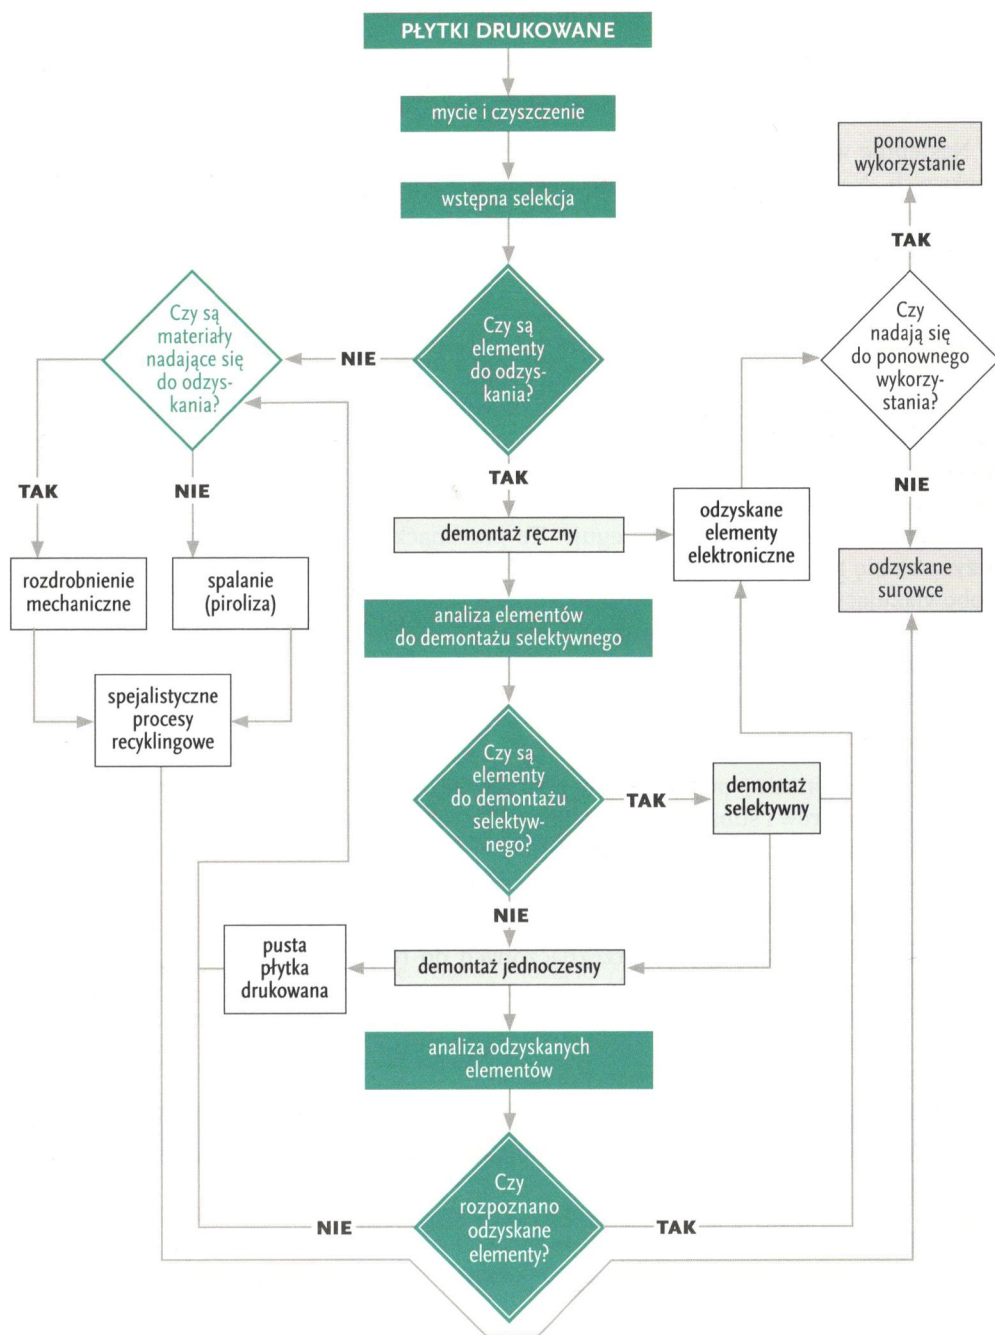 PŁYTKI DRUKOWANE
mycie i czyszczenie
wstępna selekcja
Czy są
elementy
do odzys-
kania?
NIE
Czy są
materiały
nadające się
do odzys-
kania?
TAK
NIE
rozdrobnienie
mechaniczne
spalanie
(piroliza)
spejalistyczne
procesy
recyklingowe
TAK
demontaż ręczny
odzyskane
elementy
elektroniczne
Czy
nadają się
do ponownego
wykorzy-
stania?
TAK
ponowne
wykorzystanie
NIE
odzyskane
surowce
analiza elementów
do demontażu selektywnego
Czy są
elementy
do demontażu
selektyw-
nego?
TAK
demontaż
selektywny
NIE
demontaż jednoczesny
pusta
płytka
drukowana
analiza odzyskanych
elementów
Czy
rozpoznano
odzyskane
elementy?
NIE
TAK